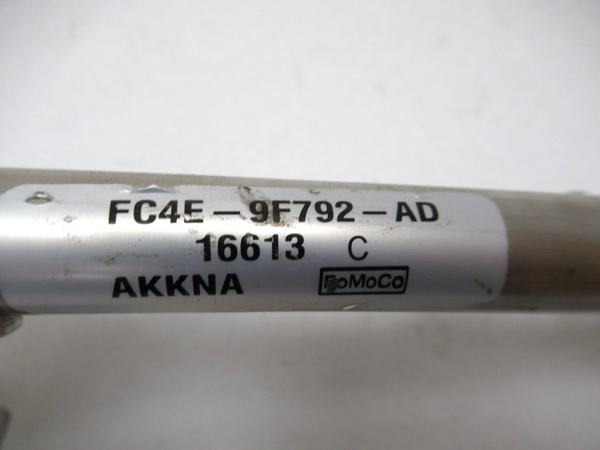 FC4E-9F792-AD
16613 C
AKKNA FoMoCo